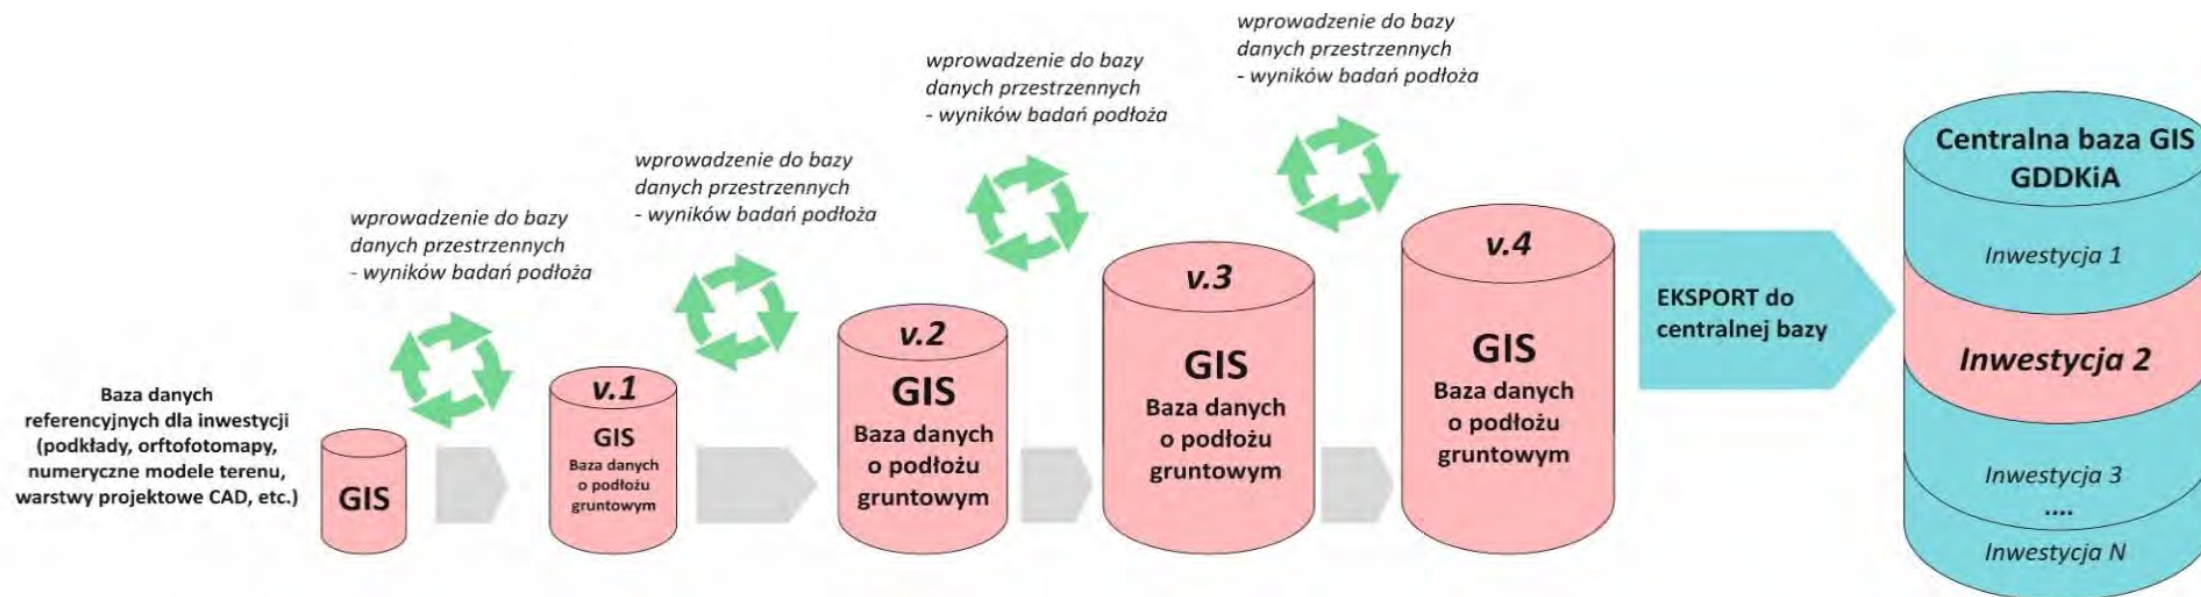 Baza danych
referencyjnych dla inwestycji
(podkłady, orftofotomapy,
numeryczne modele terenu,
warstwy projektowe CAD, etc.)
GIS
wprowadzenie do bazy
danych przestrzennych
- wyników badań podłoża
v.1
GIS
Baza danych
o podłożu
gruntowym
wprowadzenie do bazy
danych przestrzennych
- wyników badań podłoża
v.2
GIS
Baza danych
o podłożu
gruntowym
wprowadzenie do bazy
danych przestrzennych
- wyników badań podłoża
v.3
GIS
Baza danych
o podłożu
gruntowym
wprowadzenie do bazy
danych przestrzennych
- wyników badań podłoża
v.4
GIS
Baza danych
o podłożu
gruntowym
EKSPORT do
centralnej bazy
Centralna baza GIS
GDDKiA
Inwestycja 1
Inwestycja 2
Inwestycja 3
....
Inwestycja N